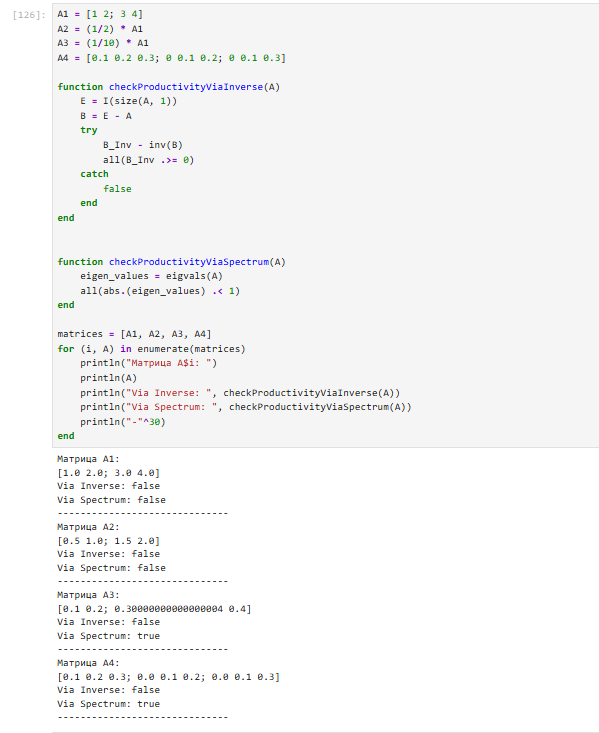 [126]:
A1 = [1 2; 3 4]
A2 = (1/2) * A1
A3 = (1/10) * A1
A4 = [0.1 0.2 0.3; 0 0.1 0.2; 0 0.1 0.3]
function checkProductivityViaInverse(A)
    E = I(size(A, 1))
    B = E - A
    try
        B_Inv - inv(B)
        all(B_Inv .>= 0)
    catch
        false
    end
end
function checkProductivityViaSpectrum(A)
    eigen_values = eigvals(A)
    all(abs.(eigen_values) .< 1)
end
matrices = [A1, A2, A3, A4]
for (i, A) in enumerate(matrices)
    println("Матрица A$i: ")
    println(A)
    println("Via Inverse: ", checkProductivityViaInverse(A))
    println("Via Spectrum: ", checkProductivityViaSpectrum(A))
    println("-"^30)
end
Матрица A1:
[1.0 2.0; 3.0 4.0]
Via Inverse: false
Via Spectrum: false
------------------------------
Матрица A2:
[0.5 1.0; 1.5 2.0]
Via Inverse: false
Via Spectrum: false
------------------------------
Матрица A3:
[0.1 0.2; 0.30000000000000004 0.4]
Via Inverse: false
Via Spectrum: true
------------------------------
Матрица A4:
[0.1 0.2 0.3; 0.0 0.1 0.2; 0.0 0.1 0.3]
Via Inverse: false
Via Spectrum: true
------------------------------